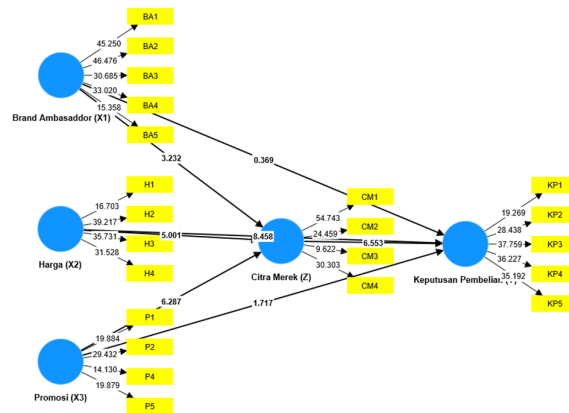 BA1
45.250
BA2
46.476
30.685
BA3
33.020
BA4
15.358
Brand Ambasaddor (X1)
BA5
3.232
0.369
H1
16.703
H2
39.217
35.731
5.001
H3
31.528
Harga (X2)
H4
8.458
CM1
54.743
CM2
24.459
6.553
9.622
CM3
30.303
Citra Merek (Z)
CM4
KP1
19.269
KP2
28.438
37.759
KP3
36.227
KP4
35.192
Keputusan Pembelian
KP5
6.287
1.717
P1
19.884
P2
29.432
14.130
P4
19.879
Promosi (X3)
P5